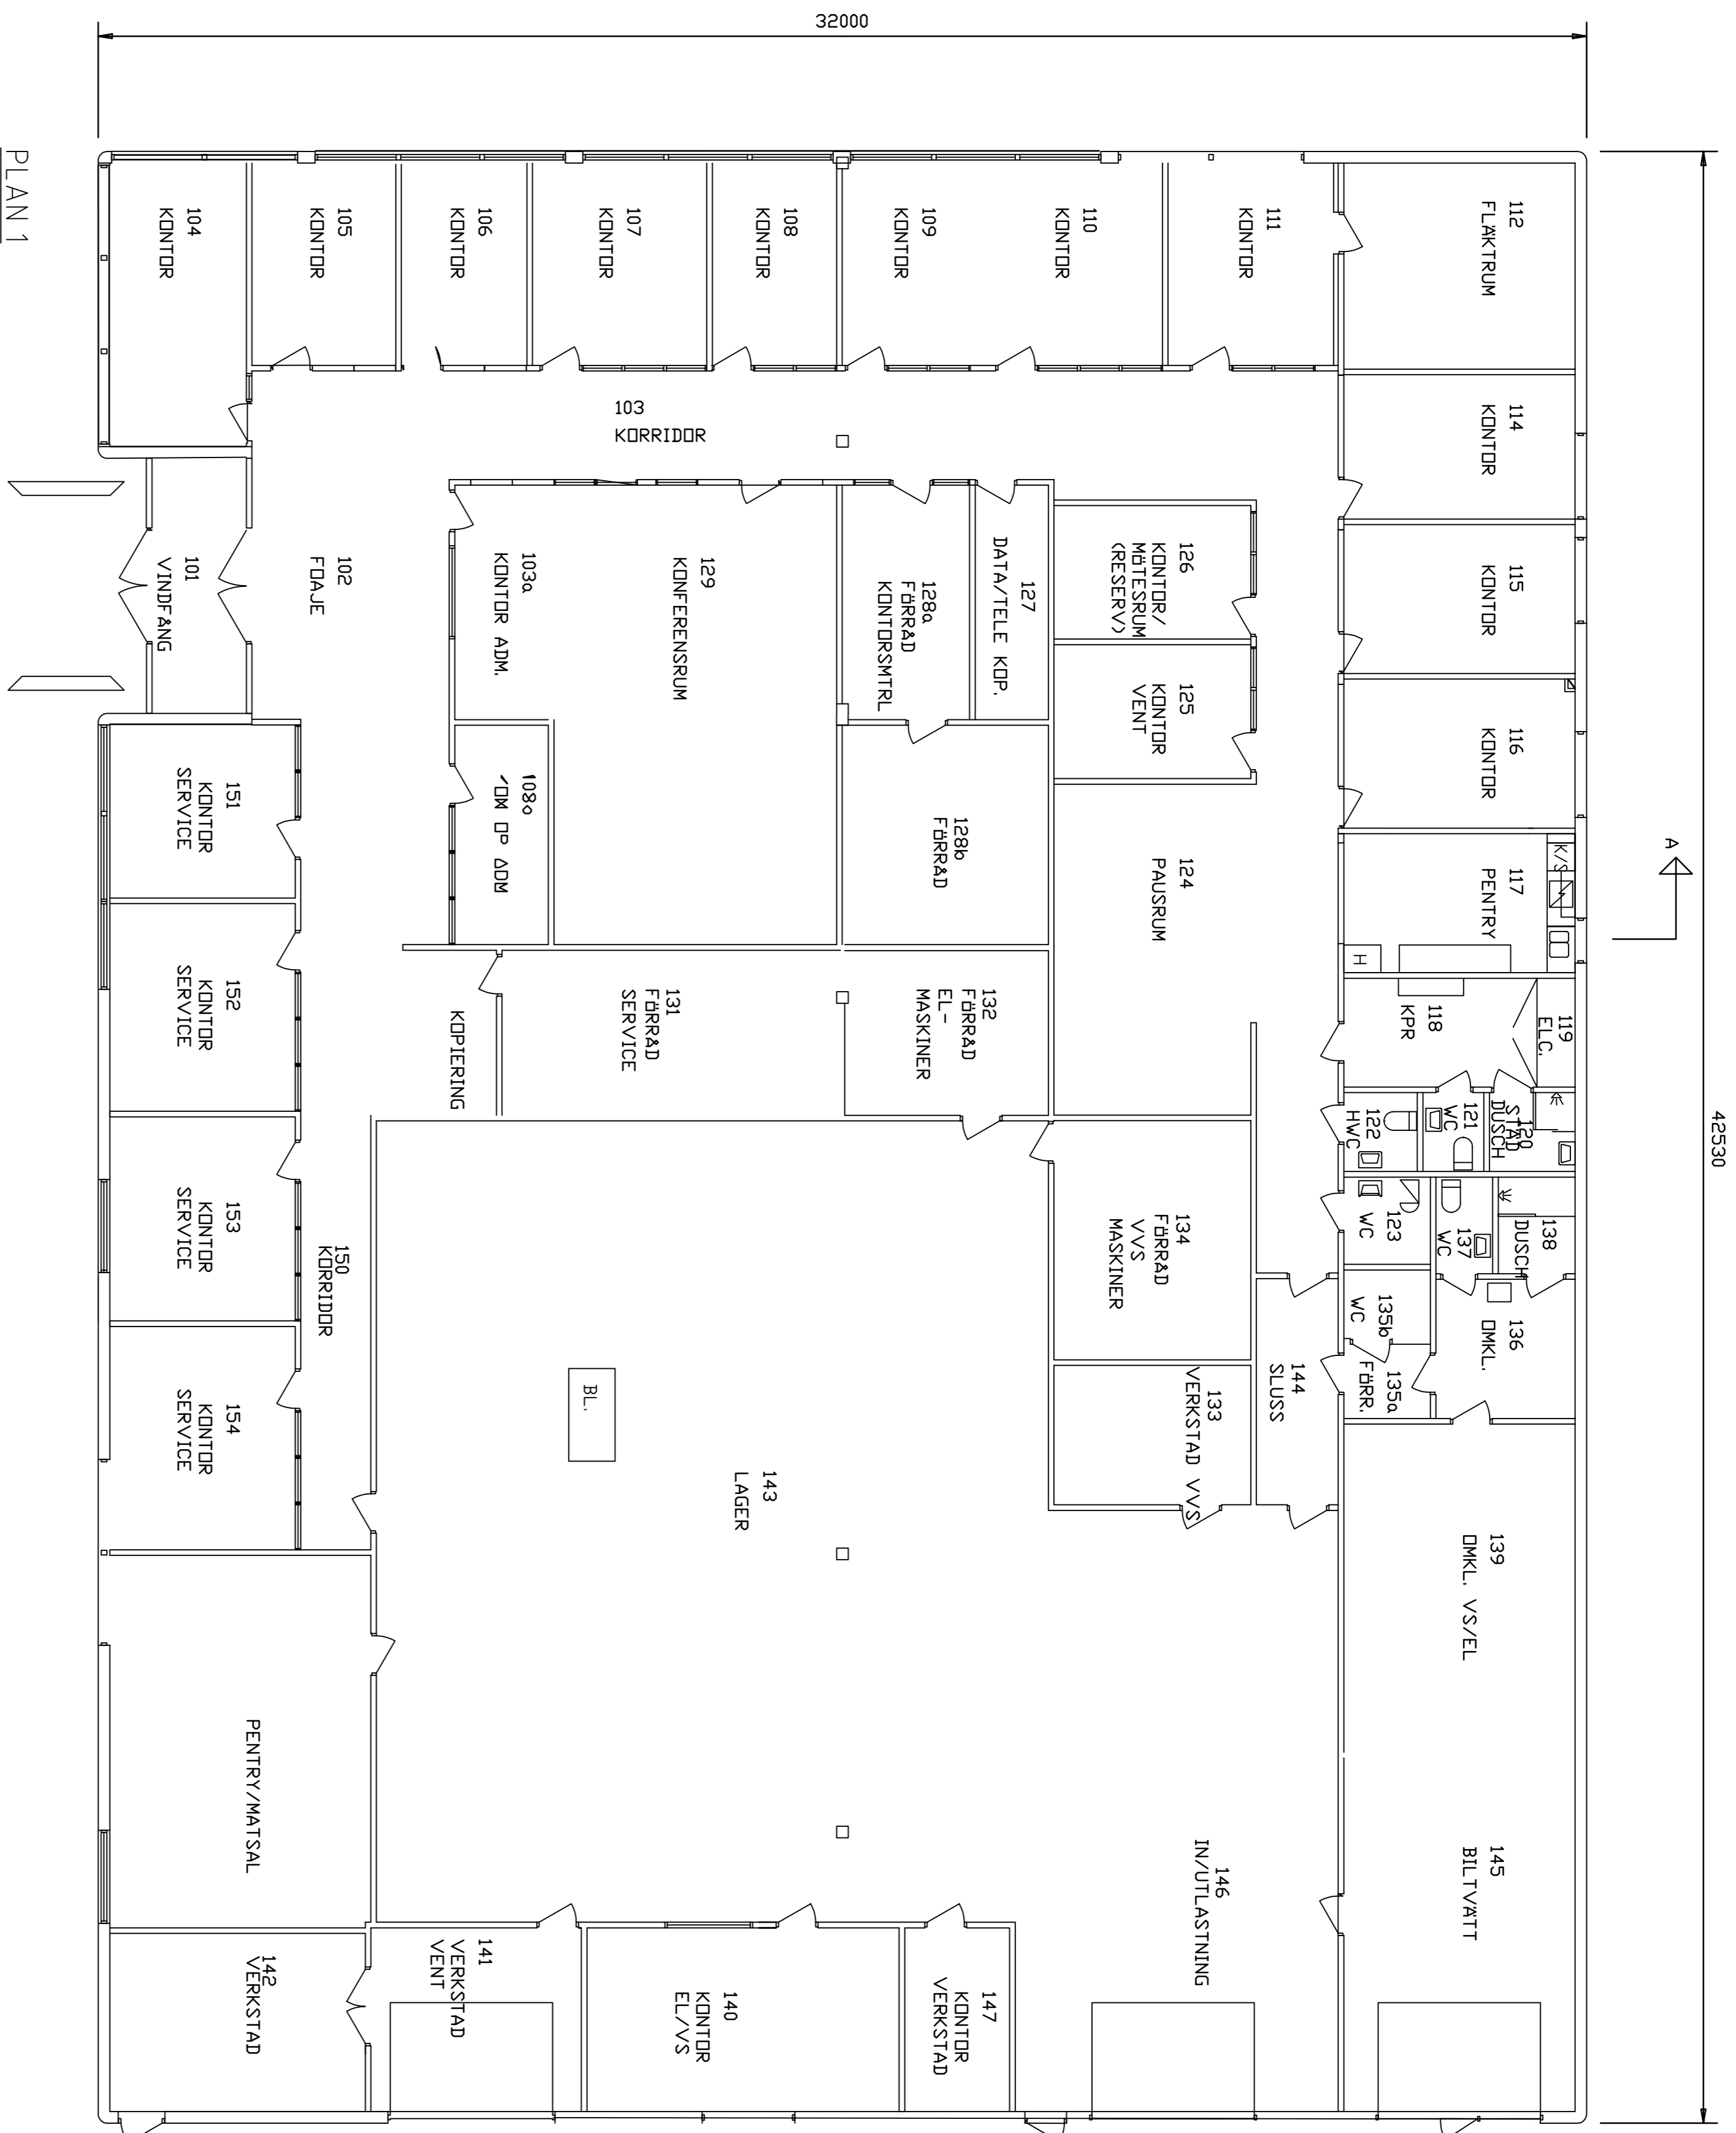 32000
42530
A
PLAN 1
112
FLÄKTRUM
114
KONTOR
115
KONTOR
116
KONTOR
117
PENTRY
K/S
H
118
KPR
119
ELC.
120
STÄD
DUSCH
121
WC
122
HWC
123
WC
137
WC
138
DUSCH
136
OMKL.
135b
WC
135a
FÖRR.
139
OMKL. VS/EL
145
BILTVÄTT
111
KONTOR
110
KONTOR
109
KONTOR
108
KONTOR
107
KONTOR
106
KONTOR
105
KONTOR
104
KONTOR
103
KORRIDOR
126
KONTOR/
MÖTESRUM
(RESERV)
125
KONTOR
VENT
124
PAUSRUM
127
DATA/TELE KOP.
128a
FÖRRÅD
KONTORSMTRL
128b
FÖRRÅD
129
KONFERENSRUM
103a
KONTOR ADM.
108a
OP ADM
102
FOAJE
101
VINDFÅNG
132
FÖRRÅD
EL-
MASKINER
131
FÖRRÅD
SERVICE
KOPIERING
134
FÖRRÅD
VVS
MASKINER
133
VERKSTAD VVS
144
SLUSS
143
LAGER
BL.
146
IN/UTLASTNING
147
KONTOR
VERKSTAD
140
KONTOR
EL/VS
141
VERKSTAD
VENT
142
VERKSTAD
PENTRY/MATSAL
150
KORRIDOR
151
KONTOR
SERVICE
152
KONTOR
SERVICE
153
KONTOR
SERVICE
154
KONTOR
SERVICE